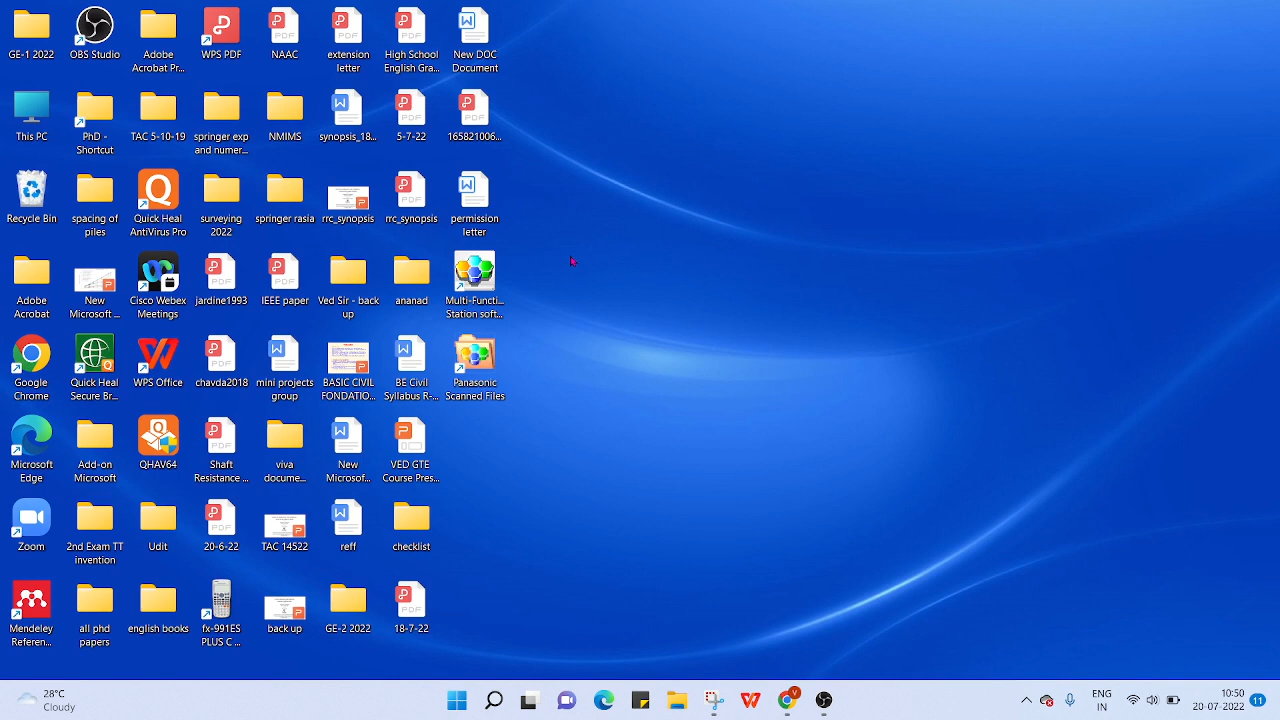 GE-1 2022
OBS Studio
Adobe
Acrobat Pr...
WPS PDF
NAAC
extension
letter
High School
English Gra...
New DOC
Document
This PC
PhD -
Shortcut
TAC 5-10-19
springer exp
and numer...
NMIMS
synopsis_18...
5-7-22
165821006...
Recycle Bin
spacing of
piles
Quick Heal
AntiVirus Pro
surveying
2022
springer rasia
rrc_synopsis
rrc_synopsis
permission
letter
Adobe
Acrobat
New
Microsoft ...
Cisco Webex
Meetings
jardine1993
IEEE paper
Ved Sir - back
up
ananad
Multi-Functi...
Station soft...
Google
Chrome
Quick Heal
Secure Br...
WPS Office
chavda2018
mini projects
group
BASIC CIVIL
FONDATIO...
BE Civil
Syllabus R-...
Panasonic
Scanned Files
Microsoft
Edge
Add-on
Microsoft
QHAV64
Shaft
Resistance ...
viva
docume...
New
Microsof...
VED GTE
Course Pres...
Zoom
2nd Exam TT
invention
Udit
20-6-22
TAC 14522
reff
checklist
Mendeley
Referen...
all phd
papers
english books
fx-991ES
PLUS C ...
back up
GE-2 2022
18-7-22
28°C
Cloudy
ENG
IN
20-07-2022
11